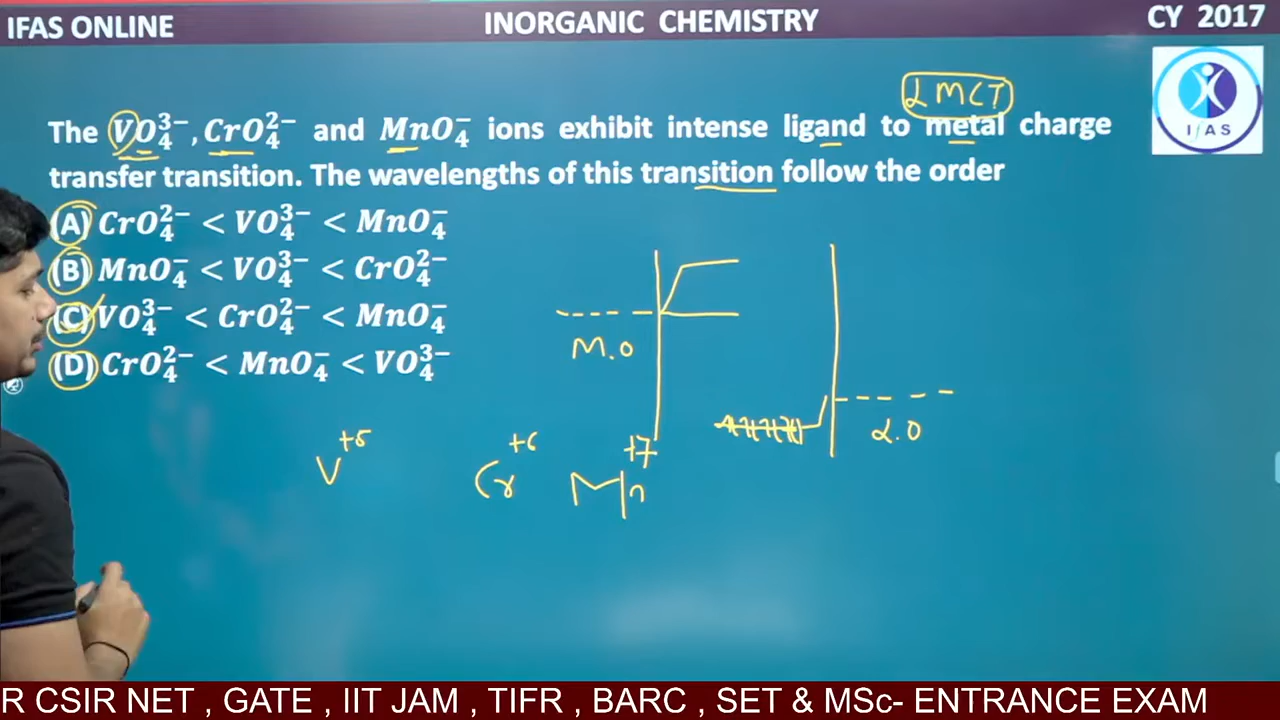 IFAS ONLINE
INORGANIC CHEMISTRY
CY 2017
IFAS
LMCT
The VO₄³⁻, CrO₄²⁻ and MnO₄⁻ ions exhibit intense ligand to metal charge
transfer transition. The wavelengths of this transition follow the order
(A) CrO₄²⁻ < VO₄³⁻ < MnO₄⁻
(B) MnO₄⁻ < VO₄³⁻ < CrO₄²⁻
(C) VO₄³⁻ < CrO₄²⁻ < MnO₄⁻
(D) CrO₄²⁻ < MnO₄⁻ < VO₄³⁻
M.O
L.O
V⁺⁵ Cr⁺⁶ Mn⁺⁷
R CSIR NET , GATE , IIT JAM , TIFR , BARC , SET & MSc- ENTRANCE EXAM